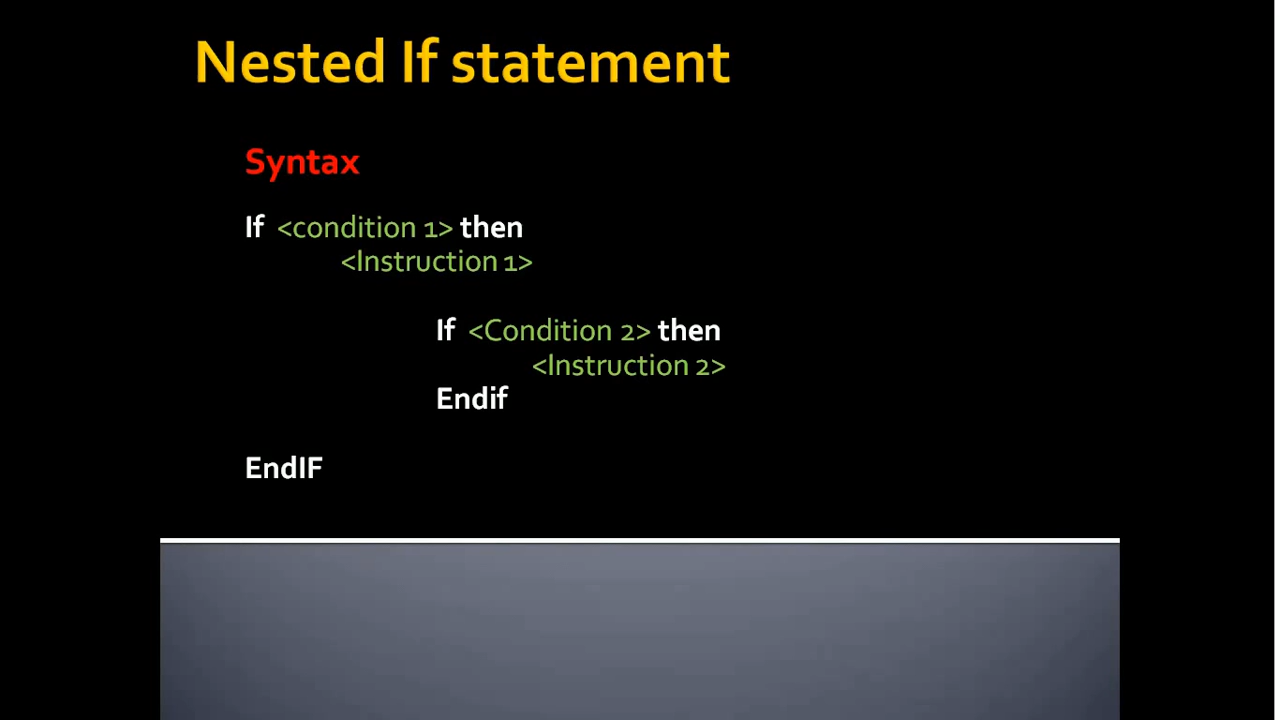 Nested If statement
Syntax
If <condition 1> then
<Instruction 1>
If <Condition 2> then
<Instruction 2>
Endif
EndIF